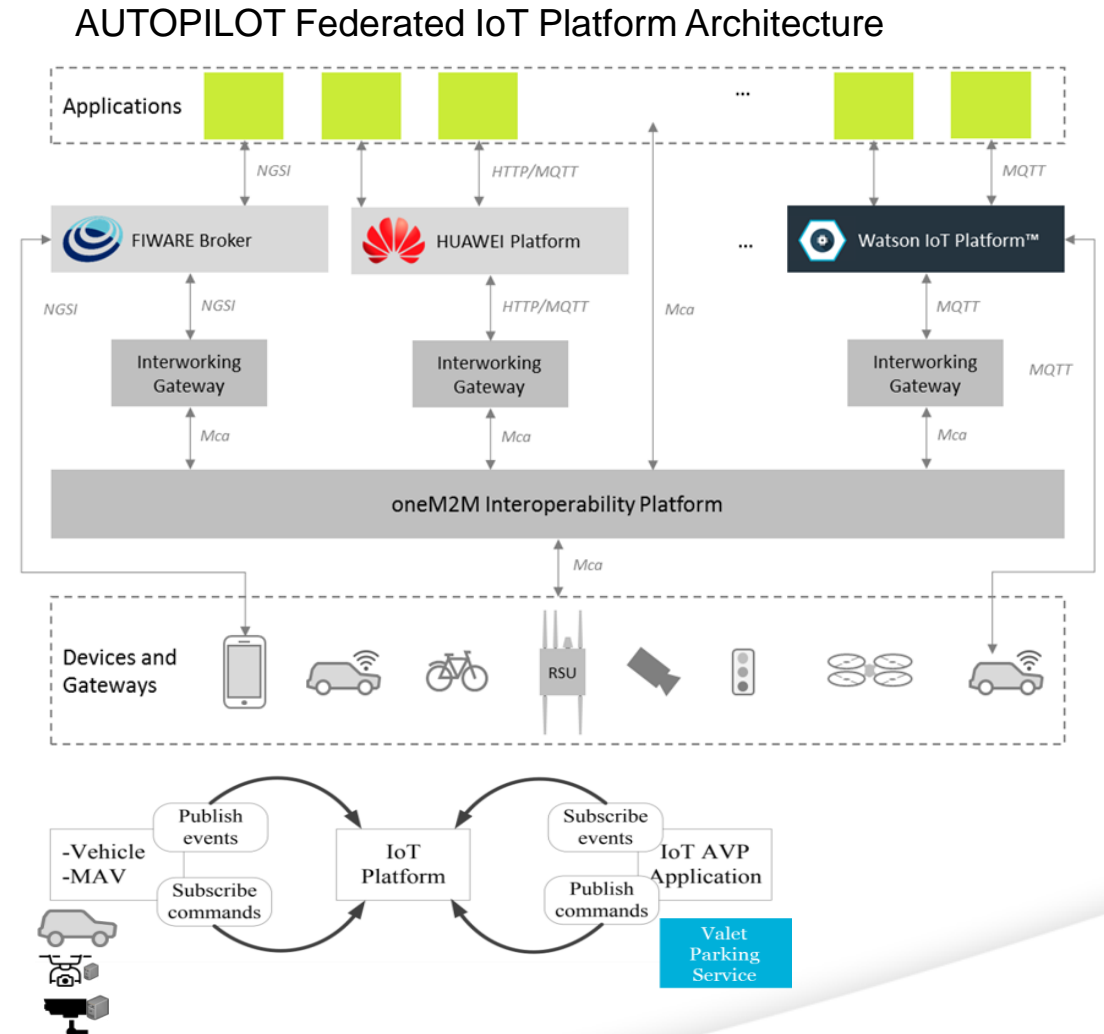 AUTOPILOT Federated IoT Platform Architecture
Applications
...
NGSI
HTTP/MQTT
MQTT
FIWARE Broker
HUAWEI Platform
...
Watson IoT Platform™
NGSI
NGSI
HTTP/MQTT
Mca
MQTT
Interworking
Gateway
Interworking
Gateway
Interworking
Gateway
MQTT
Mca
Mca
Mca
oneM2M Interoperability Platform
Mca
Devices and
Gateways
RSU
Publish
events
-Vehicle
-MAV
Subscribe
commands
IoT
Platform
Subscribe
events
IoT AVP
Application
Publish
commands
Valet
Parking
Service